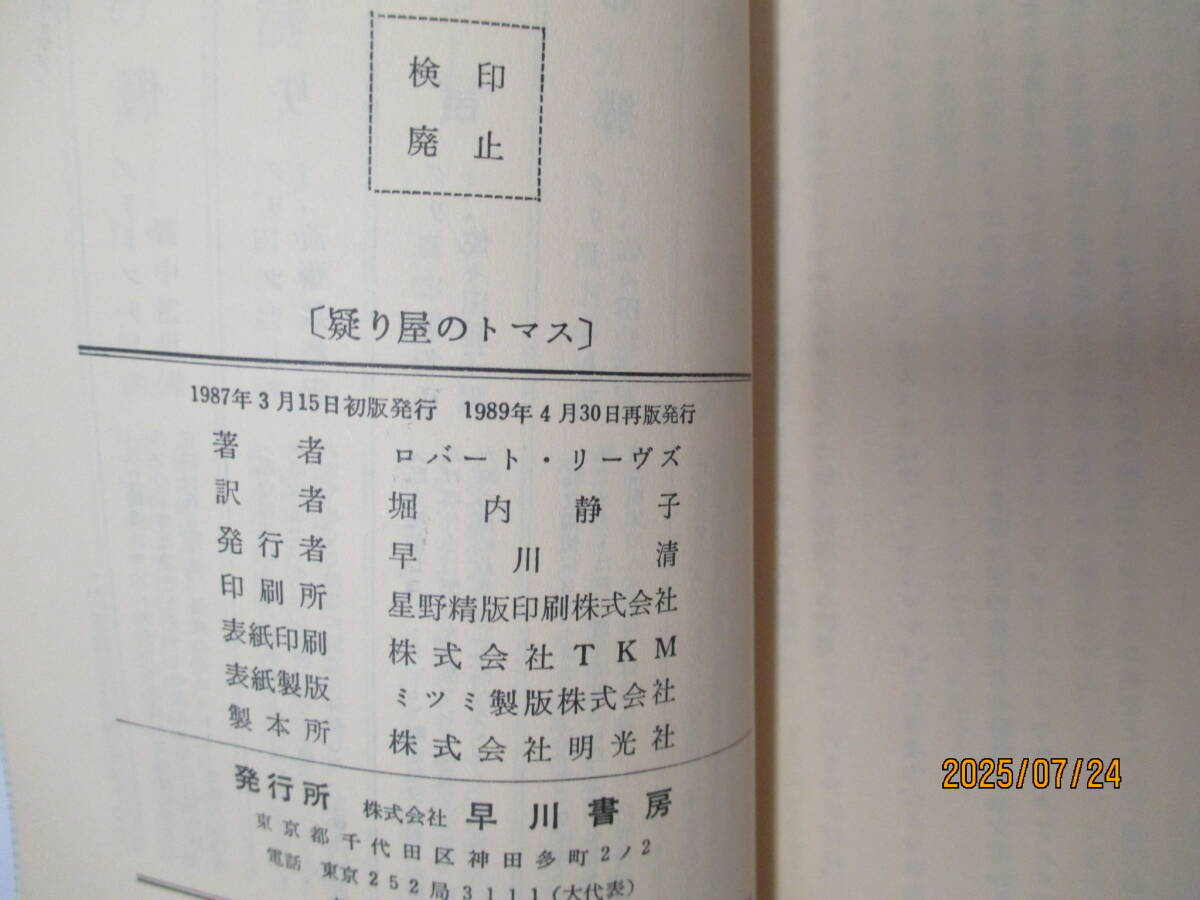 検印
廃止
〔疑り屋のトマス〕
1987年3月15日初版発行 1989年4月30日再版発行
著者 ロバート・リーヴズ
訳者 堀内静子
発行者 早川清
印刷所 星野精版印刷株式会社
表紙印刷 株式会社TKM
表紙製版 ミツミ製版株式会社
製本所 株式会社明光社
発行所 株式会社 早川書房
東京都千代田区神田多町2ノ2
電話 東京252局3111(大代表)
2025/07/24